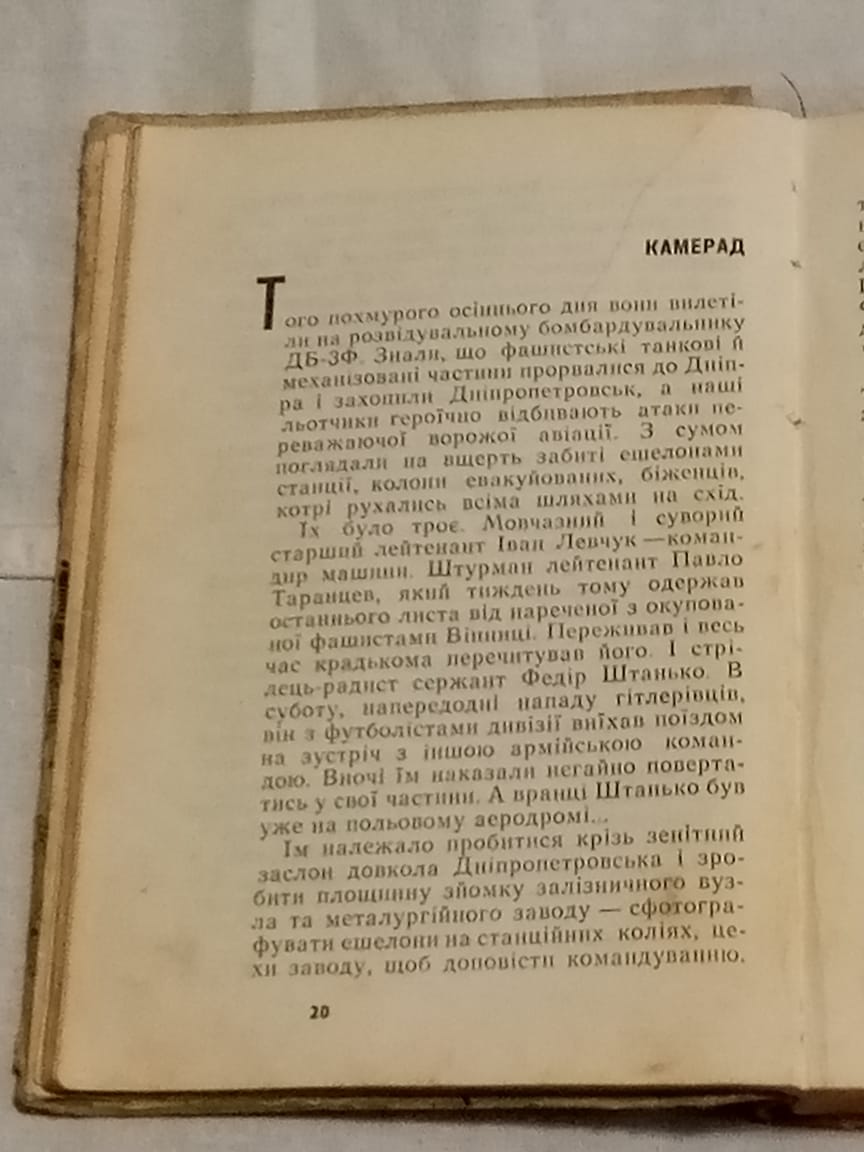 КАМЕРАД
Того похмурого осіннього дня вони вилеті-
ли на розвідувальному бомбардувальнику
ДБ-3Ф. Знали, що фашистські танкові й
механізовані частини прорвалися до Дніп-
ра і захопили Дніпропетровськ, а наші
льотчики героїчно відбивають атаки пе-
реважаючої ворожої авіації. З сумом
поглядали на вщерть забиті ешелонами
станції, колони евакуйованих, біженців,
котрі рухались всіма шляхами на схід.
Їх було троє. Мовчазний і суворий
старший лейтенант Іван Левчук — коман-
дир машини. Штурман лейтенант Павло
Таранцев, який тиждень тому одержав
останнього листа від нареченої з окупова-
ної фашистами Вінниці. Переживав і весь
час крадькома перечитував його. І стрі-
лець-радист сержант Федір Штанько. В
суботу, напередодні нападу гітлерівців,
він з футболістами дивізії виїхав поїздом
на зустріч з іншою армійською коман-
дою. Вночі їм наказали негайно поверта-
тись у свої частини. А вранці Штанько був
уже на польовому аеродромі...
Їм належало пробитися крізь зенітний
заслон довкола Дніпропетровська і зро-
бити площинну зйомку залізничного вуз-
ла та металургійного заводу — сфотогра-
фувати ешелони на станційних коліях, це-
хи заводу, щоб доповісти командуванню,
20